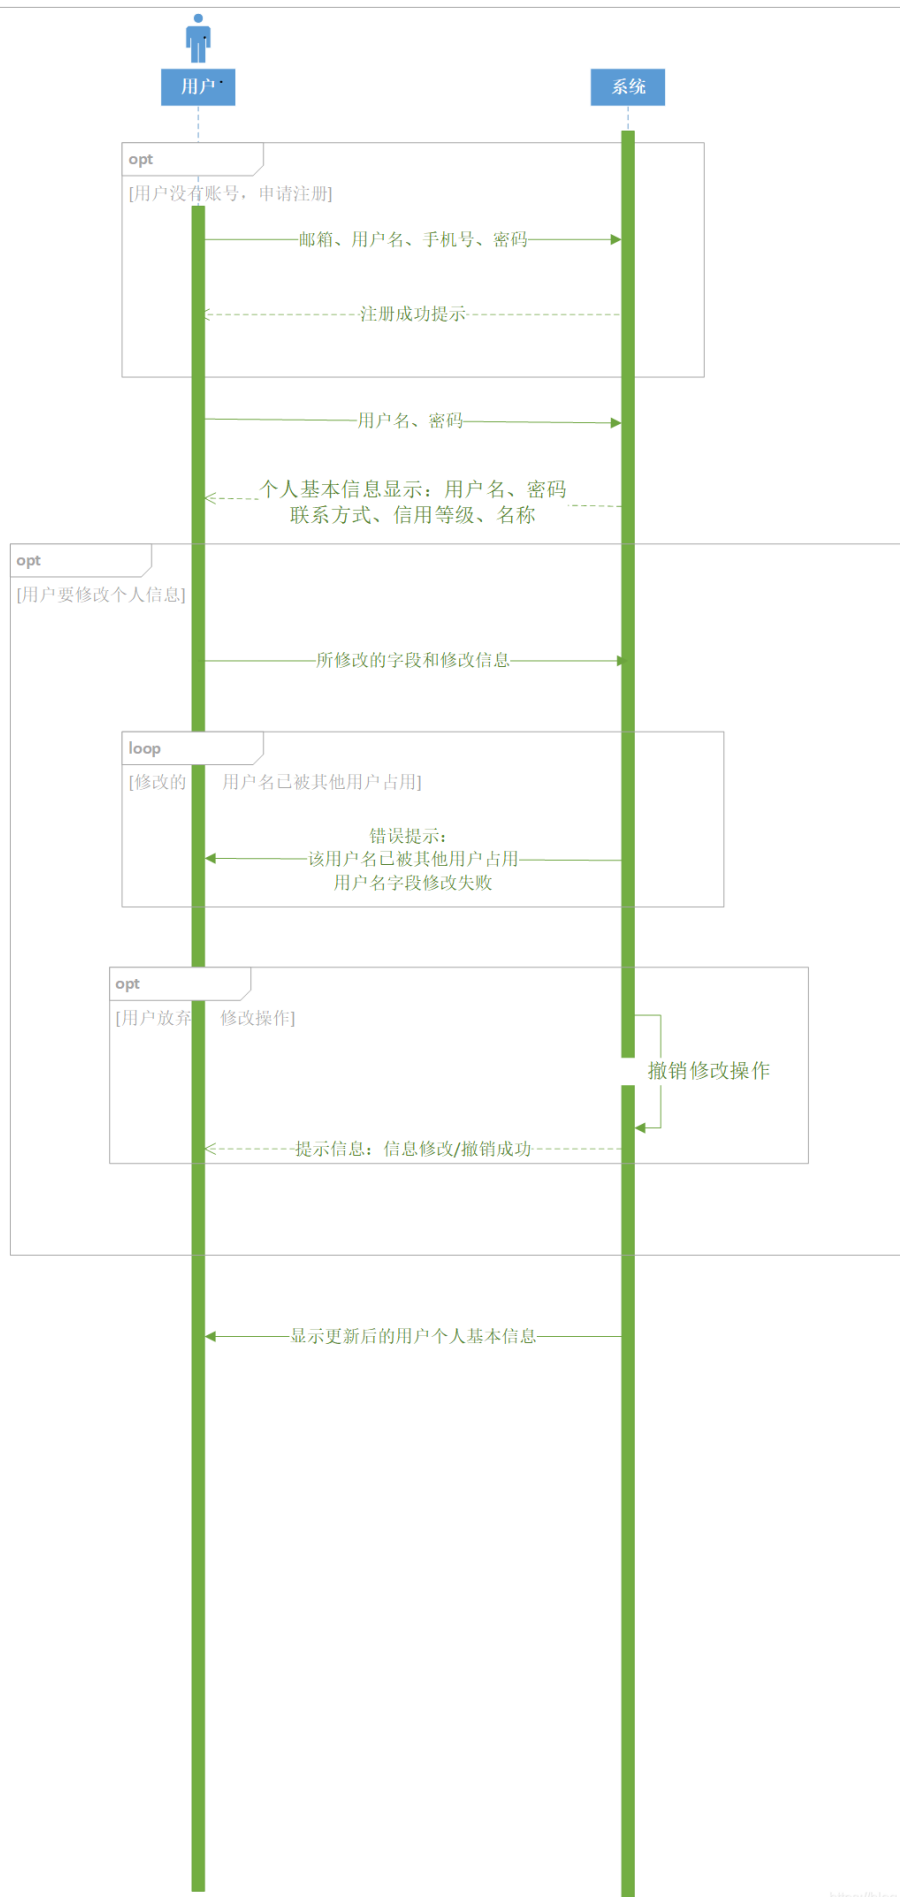 用户
系统
opt
[用户没有账号，申请注册]
邮箱、用户名、手机号、密码
注册成功提示
用户名、密码
个人基本信息显示：用户名、密码
联系方式、信用等级、名称
opt
[用户要修改个人信息]
所修改的字段和修改信息
loop
[修改的 用户名已被其他用户占用]
错误提示：
该用户名已被其他用户占用
用户名字段修改失败
opt
[用户放弃 修改操作]
撤销修改操作
提示信息：信息修改/撤销成功
显示更新后的用户个人基本信息